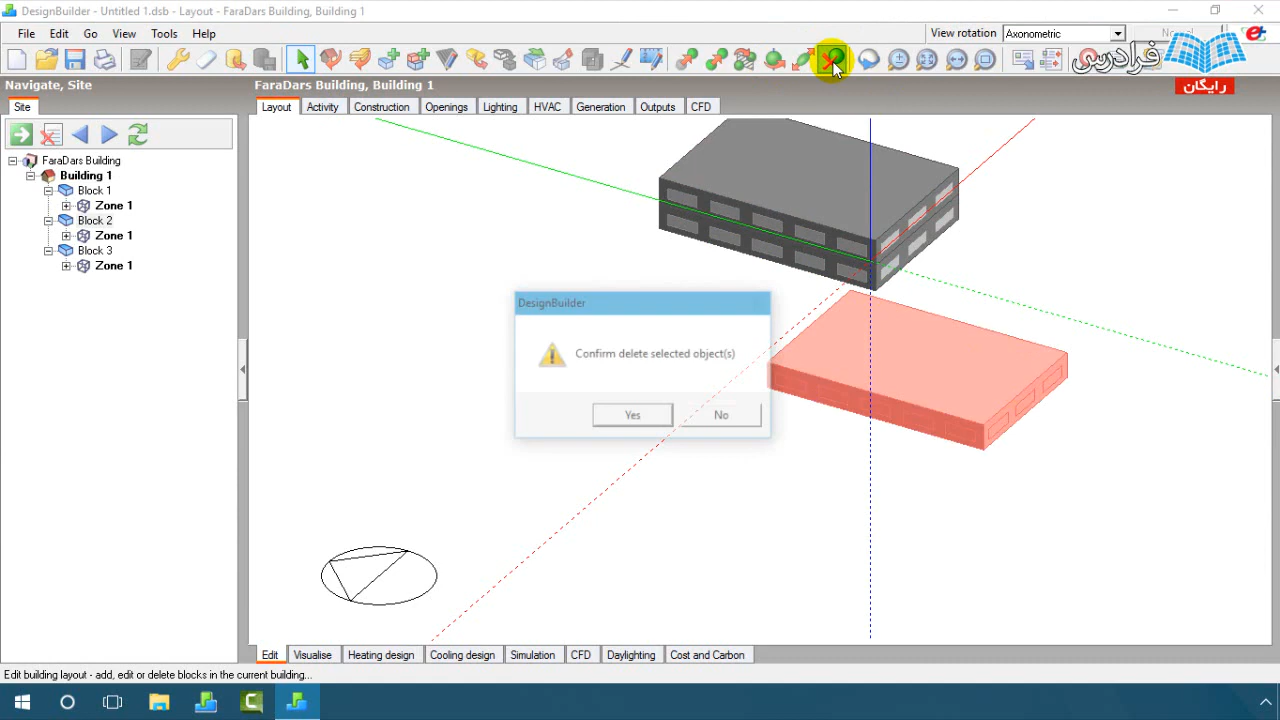 DesignBuilder - Untitled 1.dsb - Layout - FaraDars Building, Building 1
File Edit Go View Tools Help
View rotation Axonometric Normal
فرادرس
رایگان
Navigate, Site
FaraDars Building, Building 1
Site
Layout Activity Construction Openings Lighting HVAC Generation Outputs CFD
FaraDars Building
Building 1
Block 1
Zone 1
Block 2
Zone 1
Block 3
Zone 1
DesignBuilder
Confirm delete selected object(s)
Yes No
Edit Visualise Heating design Cooling design Simulation CFD Daylighting Cost and Carbon
Edit building layout - add, edit or delete blocks in the current building...